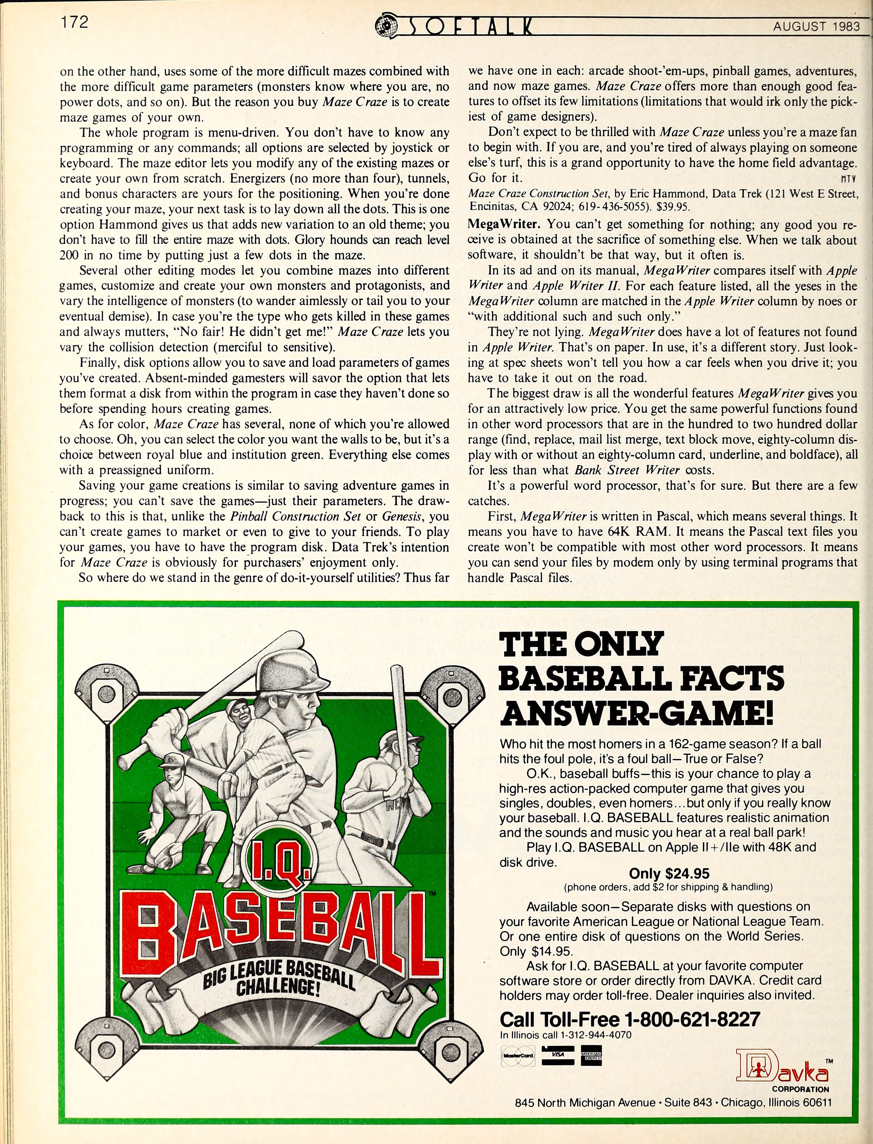 172
SOFTALK
AUGUST 1983
on the other hand, uses some of the more difficult mazes combined with
the more difficult game parameters (monsters know where you are, no
power dots, and so on). But the reason you buy Maze Craze is to create
maze games of your own.
The whole program is menu-driven. You don't have to know any
programming or any commands; all options are selected by joystick or
keyboard. The maze editor lets you modify any of the existing mazes or
create your own from scratch. Energizers (no more than four), tunnels,
and bonus characters are yours for the positioning. When you're done
creating your maze, your next task is to lay down all the dots. This is one
option Hammond gives us that adds new variation to an old theme; you
don't have to fill the entire maze with dots. Glory hounds can reach level
200 in no time by putting just a few dots in the maze.
Several other editing modes let you combine mazes into different
games, customize and create your own monsters and protagonists, and
vary the intelligence of monsters (to wander aimlessly or tail you to your
eventual demise). In case you're the type who gets killed in these games
and always mutters, "No fair! He didn't get me!" Maze Craze lets you
vary the collision detection (merciful to sensitive).
Finally, disk options allow you to save and load parameters of games
you've created. Absent-minded gamesters will savor the option that lets
them format a disk from within the program in case they haven't done so
before spending hours creating games.
As for color, Maze Craze has several, none of which you're allowed
to choose. Oh, you can select the color you want the walls to be, but it's a
choice between royal blue and institution green. Everything else comes
with a preassigned uniform.
Saving your game creations is similar to saving adventure games in
progress; you can't save the games—just their parameters. The draw-
back to this is that, unlike the Pinball Construction Set or Genesis, you
can't create games to market or even to give to your friends. To play
your games, you have to have the program disk. Data Trek's intention
for Maze Craze is obviously for purchasers' enjoyment only.
So where do we stand in the genre of do-it-yourself utilities? Thus far
we have one in each: arcade shoot-'em-ups, pinball games, adventures,
and now maze games. Maze Craze offers more than enough good fea-
tures to offset its few limitations (limitations that would irk only the pick-
iest of game designers).
Don't expect to be thrilled with Maze Craze unless you're a maze fan
to begin with. If you are, and you're tired of always playing on someone
else's turf, this is a grand opportunity to have the home field advantage.
Go for it. MTV
Maze Craze Construction Set, by Eric Hammond, Data Trek (121 West E Street,
Encinitas, CA 92024; 619-436-5055). $39.95.
MegaWriter. You can't get something for nothing; any good you re-
ceive is obtained at the sacrifice of something else. When we talk about
software, it shouldn't be that way, but it often is.
In its ad and on its manual, MegaWriter compares itself with Apple
Writer and Apple Writer II. For each feature listed, all the yeses in the
MegaWriter column are matched in the Apple Writer column by noes or
"with additional such and such only."
They're not lying. MegaWriter does have a lot of features not found
in Apple Writer. That's on paper. In use, it's a different story. Just look-
ing at spec sheets won't tell you how a car feels when you drive it; you
have to take it out on the road.
The biggest draw is all the wonderful features MegaWriter gives you
for an attractively low price. You get the same powerful functions found
in other word processors that are in the hundred to two hundred dollar
range (find, replace, mail list merge, text block move, eighty-column dis-
play with or without an eighty-column card, underline, and boldface), all
for less than what Bank Street Writer costs.
It's a powerful word processor, that's for sure. But there are a few
catches.
First, MegaWriter is written in Pascal, which means several things. It
means you have to have 64K RAM. It means the Pascal text files you
create won't be compatible with most other word processors. It means
you can send your files by modem only by using terminal programs that
handle Pascal files.
I.Q.
BASEBALL™
BIG LEAGUE BASEBALL
CHALLENGE!
THE ONLY
BASEBALL FACTS
ANSWER-GAME!
Who hit the most homers in a 162-game season? If a ball
hits the foul pole, it's a foul ball—True or False?
O.K., baseball buffs—this is your chance to play a
high-res action-packed computer game that gives you
singles, doubles, even homers...but only if you really know
your baseball. I.Q. BASEBALL features realistic animation
and the sounds and music you hear at a real ball park!
Play I.Q. BASEBALL on Apple II+/IIe with 48K and
disk drive.
Only $24.95
(phone orders, add $2 for shipping & handling)
Available soon—Separate disks with questions on
your favorite American League or National League Team.
Or one entire disk of questions on the World Series.
Only $14.95.
Ask for I.Q. BASEBALL at your favorite computer
software store or order directly from DAVKA. Credit card
holders may order toll-free. Dealer inquiries also invited.
Call Toll-Free 1-800-621-8227
In Illinois call 1-312-944-4070
MasterCard VISA AMERICAN EXPRESS
Davka™
CORPORATION
845 North Michigan Avenue • Suite 843 • Chicago, Illinois 60611